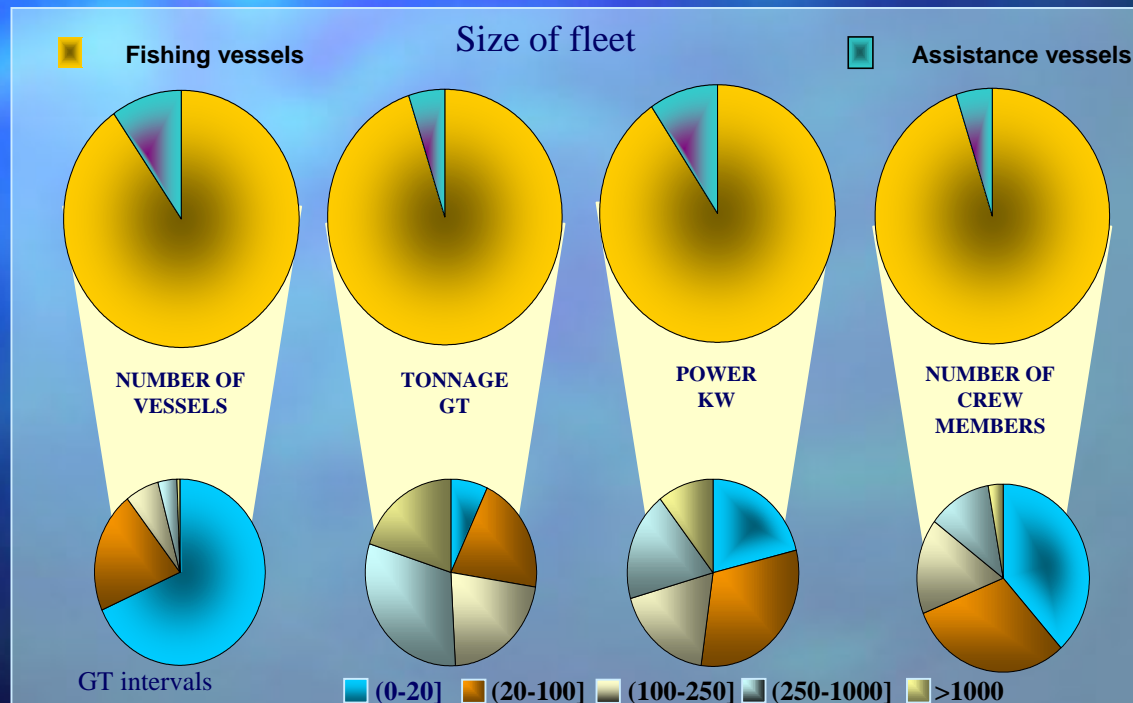 Size of fleet
Fishing vessels
Assistance vessels
NUMBER OF
VESSELS
TONNAGE
GT
POWER
KW
NUMBER OF
CREW
MEMBERS
GT intervals
(0-20]
(20-100]
(100-250]
(250-1000]
>1000